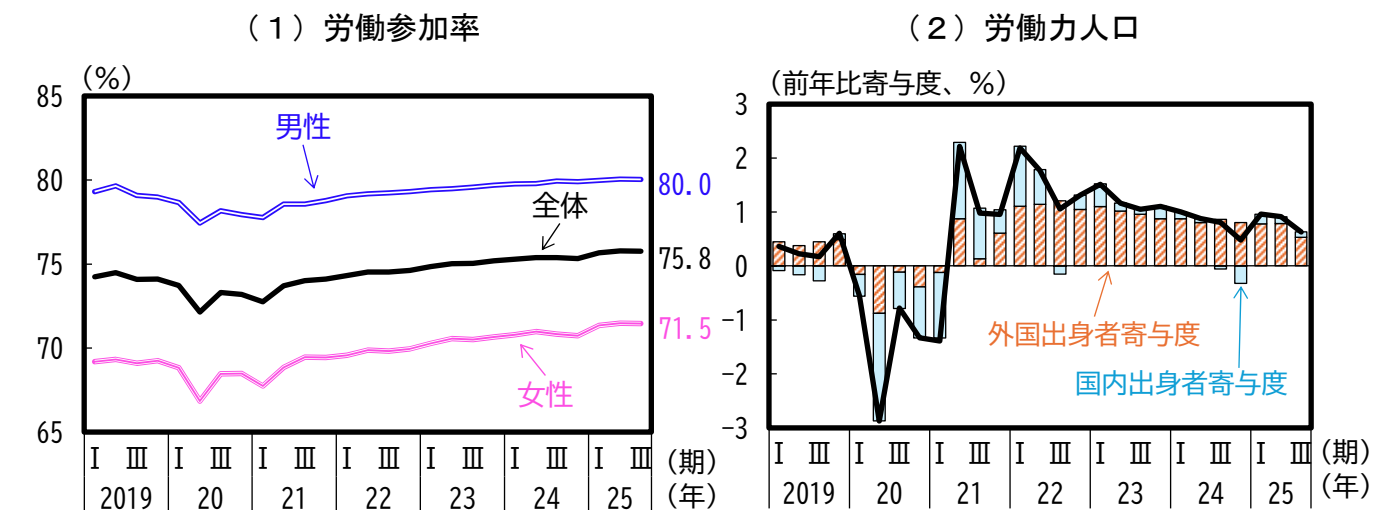 （１）労働参加率
(%)
85
80
75
70
65
男性
全体
女性
80.0
75.8
71.5
Ⅰ Ⅲ Ⅰ Ⅲ Ⅰ Ⅲ Ⅰ Ⅲ Ⅰ Ⅲ Ⅰ Ⅲ Ⅰ Ⅲ （期）
2019 20 21 22 23 24 25 （年）
（２）労働力人口
（前年比寄与度、％）
3
2
1
0
-1
-2
-3
外国出身者寄与度
国内出身者寄与度
Ⅰ Ⅲ Ⅰ Ⅲ Ⅰ Ⅲ Ⅰ Ⅲ Ⅰ Ⅲ Ⅰ Ⅲ Ⅰ Ⅲ （期）
2019 20 21 22 23 24 25 （年）